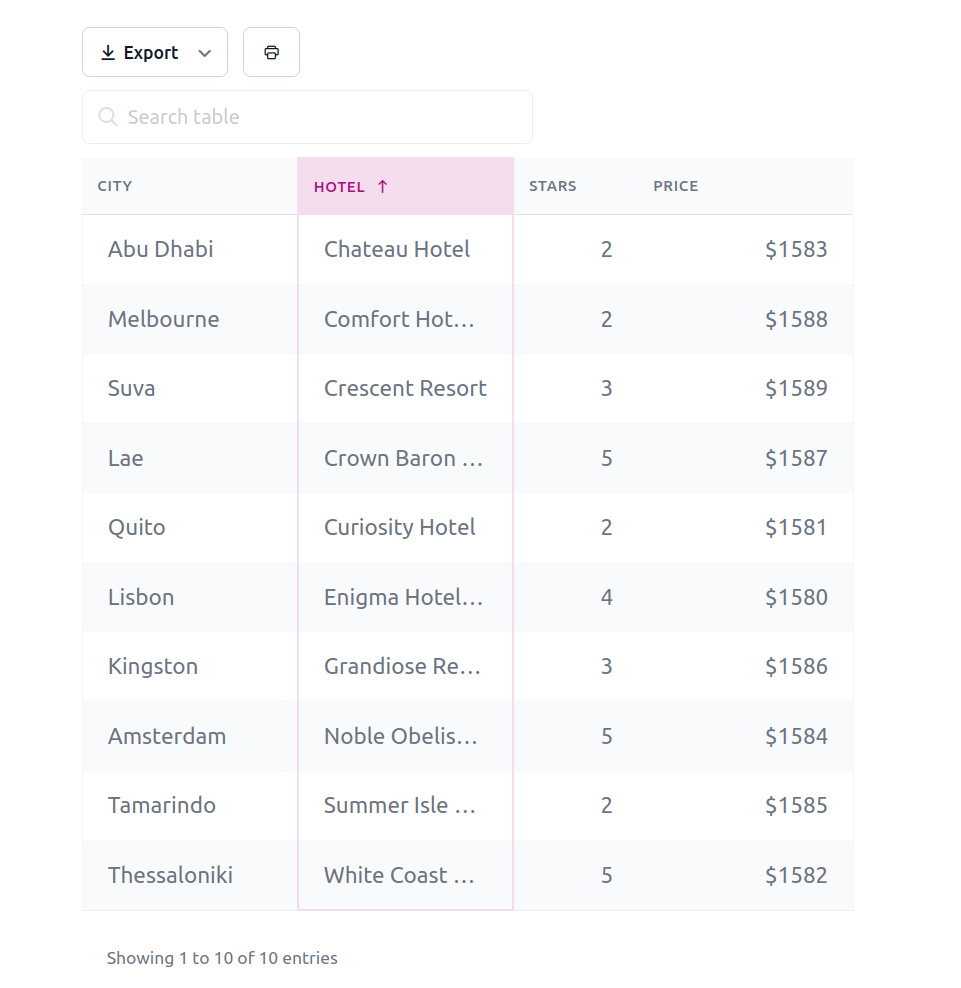 Export
Search table
CITY HOTEL ↑ STARS PRICE
Abu Dhabi Chateau Hotel 2 $1583
Melbourne Comfort Hot… 2 $1588
Suva Crescent Resort 3 $1589
Lae Crown Baron … 5 $1587
Quito Curiosity Hotel 2 $1581
Lisbon Enigma Hotel… 4 $1580
Kingston Grandiose Re… 3 $1586
Amsterdam Noble Obelis… 5 $1584
Tamarindo Summer Isle … 2 $1585
Thessaloniki White Coast … 5 $1582
Showing 1 to 10 of 10 entries